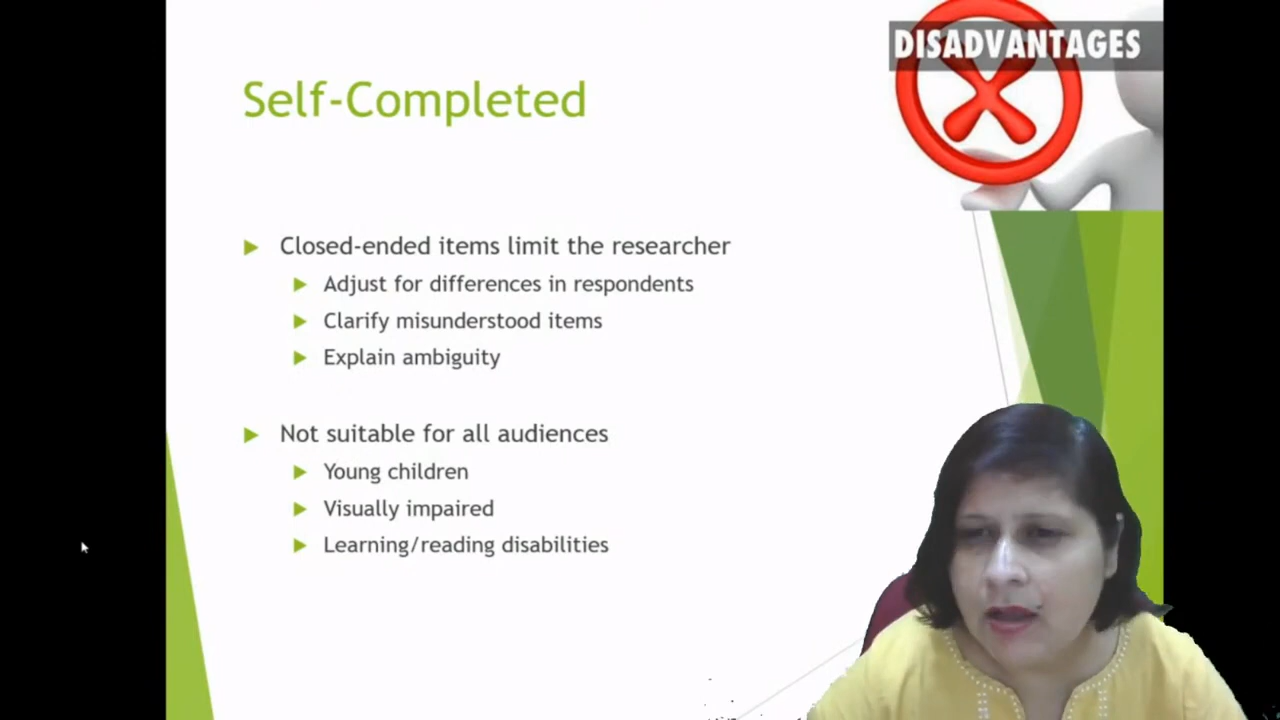 DISADVANTAGES
Self-Completed
Closed-ended items limit the researcher
Adjust for differences in respondents
Clarify misunderstood items
Explain ambiguity
Not suitable for all audiences
Young children
Visually impaired
Learning/reading disabilities